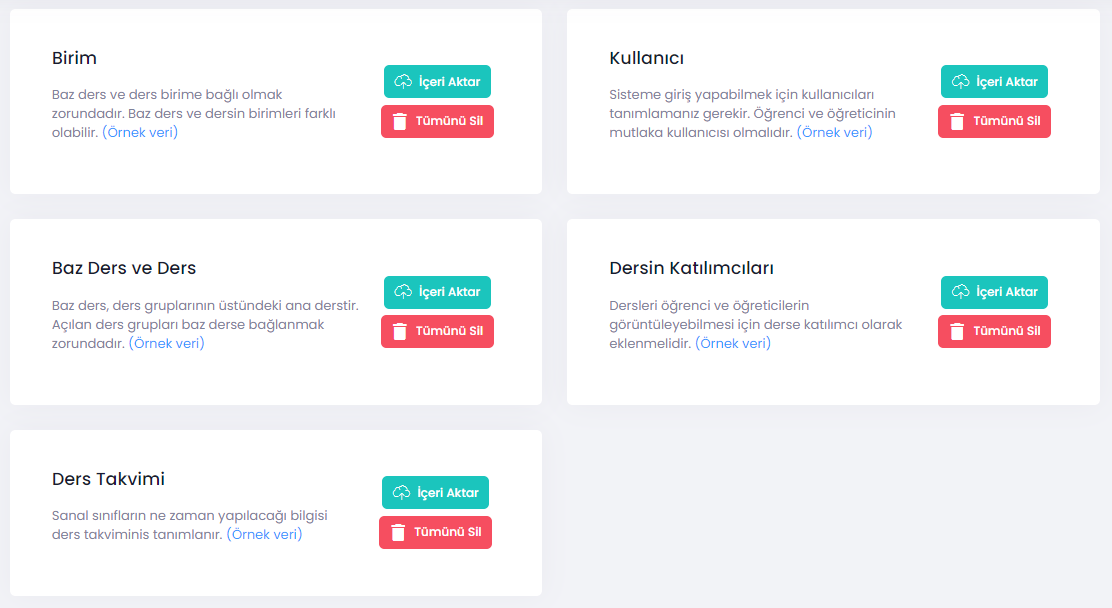 Birim
Baz ders ve ders birime bağlı olmak
zorundadır. Baz ders ve dersin birimleri farklı
olabilir. (Örnek veri)
İçeri Aktar
Tümünü Sil
Kullanıcı
Sisteme giriş yapabilmek için kullanıcıları
tanımlamanız gerekir. Öğrenci ve öğreticinin
mutlaka kullanıcısı olmalıdır. (Örnek veri)
İçeri Aktar
Tümünü Sil
Baz Ders ve Ders
Baz ders, ders gruplarının üstündeki ana derstir.
Açılan ders grupları baz derse bağlanmak
zorundadır. (Örnek veri)
İçeri Aktar
Tümünü Sil
Dersin Katılımcıları
Dersleri öğrenci ve öğreticilerin
görüntüleyebilmesi için derse katılımcı olarak
eklenmelidir. (Örnek veri)
İçeri Aktar
Tümünü Sil
Ders Takvimi
Sanal sınıfların ne zaman yapılacağı bilgisi
ders takviminis tanımlanır. (Örnek veri)
İçeri Aktar
Tümünü Sil